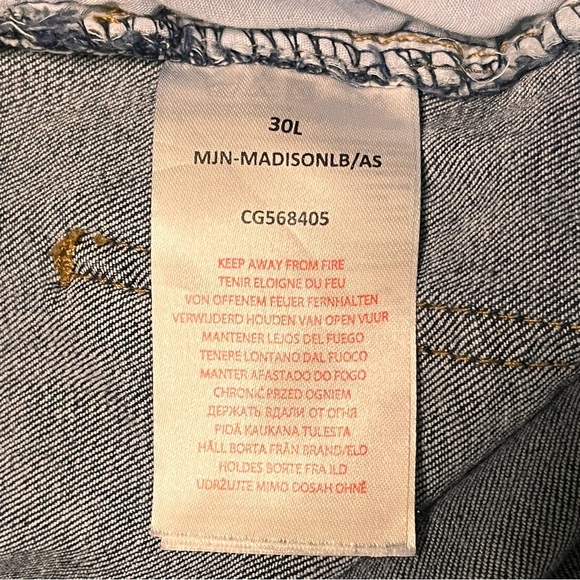 30L
MJN-MADISONLB/AS
CG568405
KEEP AWAY FROM FIRE
TENIR ELOIGNE DU FEU
VON OFFENEM FEUER FERNHALTEN
VERWIJDERD HOUDEN VAN OPEN VUUR
MANTENER LEJOS DEL FUEGO
TENERE LONTANO DAL FUOCO
MANTER AFASTADO DO FOGO
CHRONIĆ PRZED OGNIEM
ДЕРЖАТЬ ВДАЛИ ОТ ОГНЯ
PIDÄ KAUKANA TULESTA
HÅLL BORTA FRÅN BRAND/ELD
HOLDES BORTE FRA ILD
UDRŽUJTE MIMO DOSAH OHNĚ